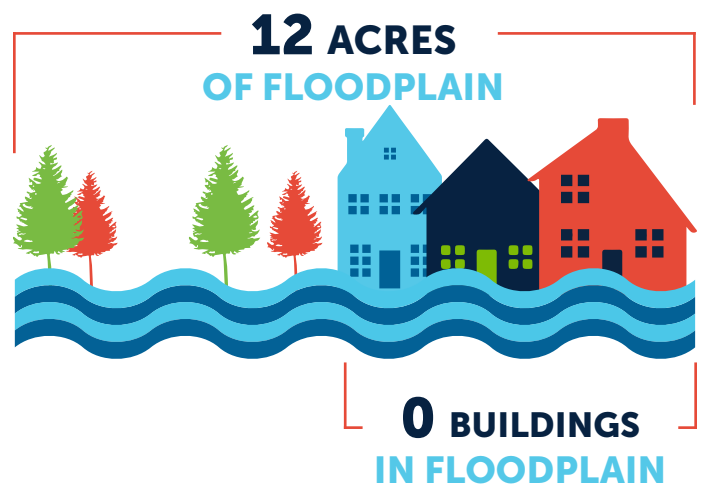 12 ACRES
OF FLOODPLAIN
0 BUILDINGS
IN FLOODPLAIN